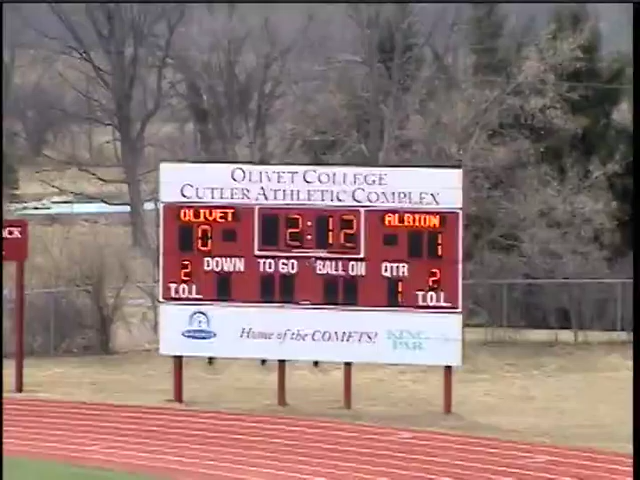 OLIVET COLLEGE
CUTLER ATHLETIC COMPLEX
OLIVET 2:12 ALBION
0 1
DOWN TO GO BALL ON QTR
2 2
T.O.L 1 T.O.L
Home of the COMETS!